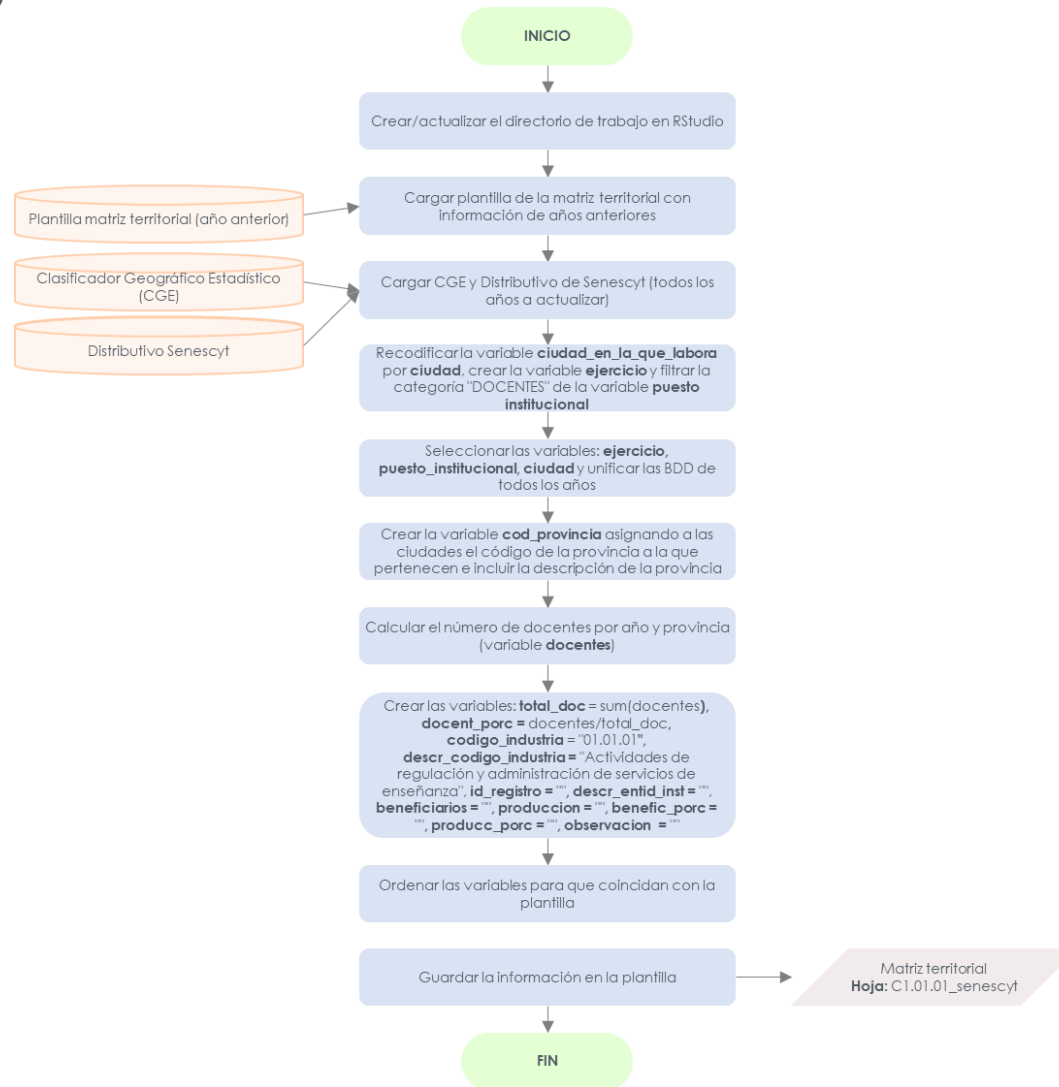 INICIO
Crear/actualizar el directorio de trabajo en RStudio
Plantilla matriz territorial (año anterior)
Cargar plantilla de la matriz territorial con
información de años anteriores
Clasificador Geográfico Estadístico
(CGE)
Distributivo Senescyt
Cargar CGE y Distributivo de Senescyt (todos los
años a actualizar)
Recodificar la variable ciudad_en_la_que_labora
por ciudad, crear la variable ejercicio y filtrar la
categoría "DOCENTES" de la variable puesto
institucional
Seleccionar las variables: ejercicio,
puesto_institucional, ciudad y unificar las BDD de
todos los años
Crear la variable cod_provincia asignando a las
ciudades el código de la provincia a la que
pertenecen e incluir la descripción de la provincia
Calcular el número de docentes por año y provincia
(variable docentes)
Crear las variables: total_doc = sum(docentes),
docent_porc = docentes/total_doc,
codigo_industria = "01.01.01",
descr_codigo_industria = "Actividades de
regulación y administración de servicios de
enseñanza", id_registro = "", descr_entid_inst = "",
beneficiarios = "", produccion = "", benefic_porc =
"", producc_porc = "", observacion = ""
Ordenar las variables para que coincidan con la
plantilla
Guardar la información en la plantilla
Matriz territorial
Hoja: C1.01.01_senescyt
FIN